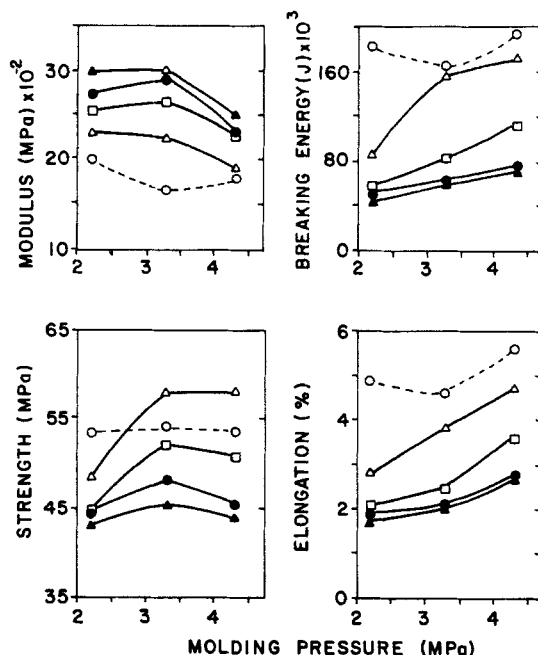 MODULUS (MPa) x10-2
30
20
10
2 3 4
BREAKING ENERGY (J) x103
160
80
0
2 3 4
STRENGTH (MPa)
65
55
45
35
2 3 4
ELONGATION (%)
6
4
2
0
2 3 4
MOLDING PRESSURE (MPa)